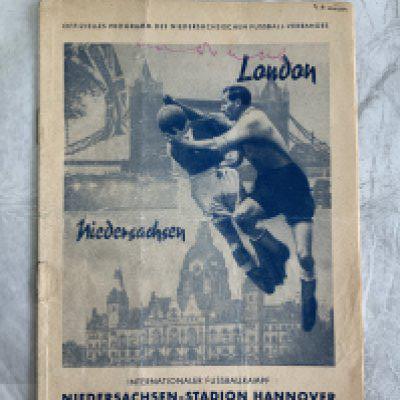 OFFIZIELLES PROGRAMM DES NIEDERSÄCHSISCHEN FUSSBALL-VERBANDES
London
Niedersachsen
INTERNATIONALER FUSSBALLKAMPF
NIEDERSACHSEN-STADION HANNOVER